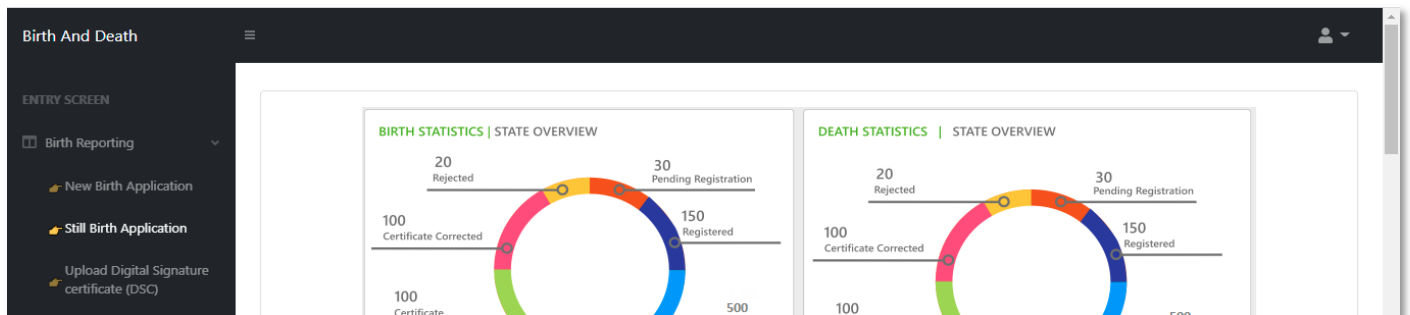 Birth And Death
ENTRY SCREEN
Birth Reporting
New Birth Application
Still Birth Application
Upload Digital Signature
certificate (DSC)
BIRTH STATISTICS | STATE OVERVIEW
20
Rejected
30
Pending Registration
100
Certificate Corrected
150
Registered
100
Certificate
500
DEATH STATISTICS | STATE OVERVIEW
20
Rejected
30
Pending Registration
100
Certificate Corrected
150
Registered
100
500